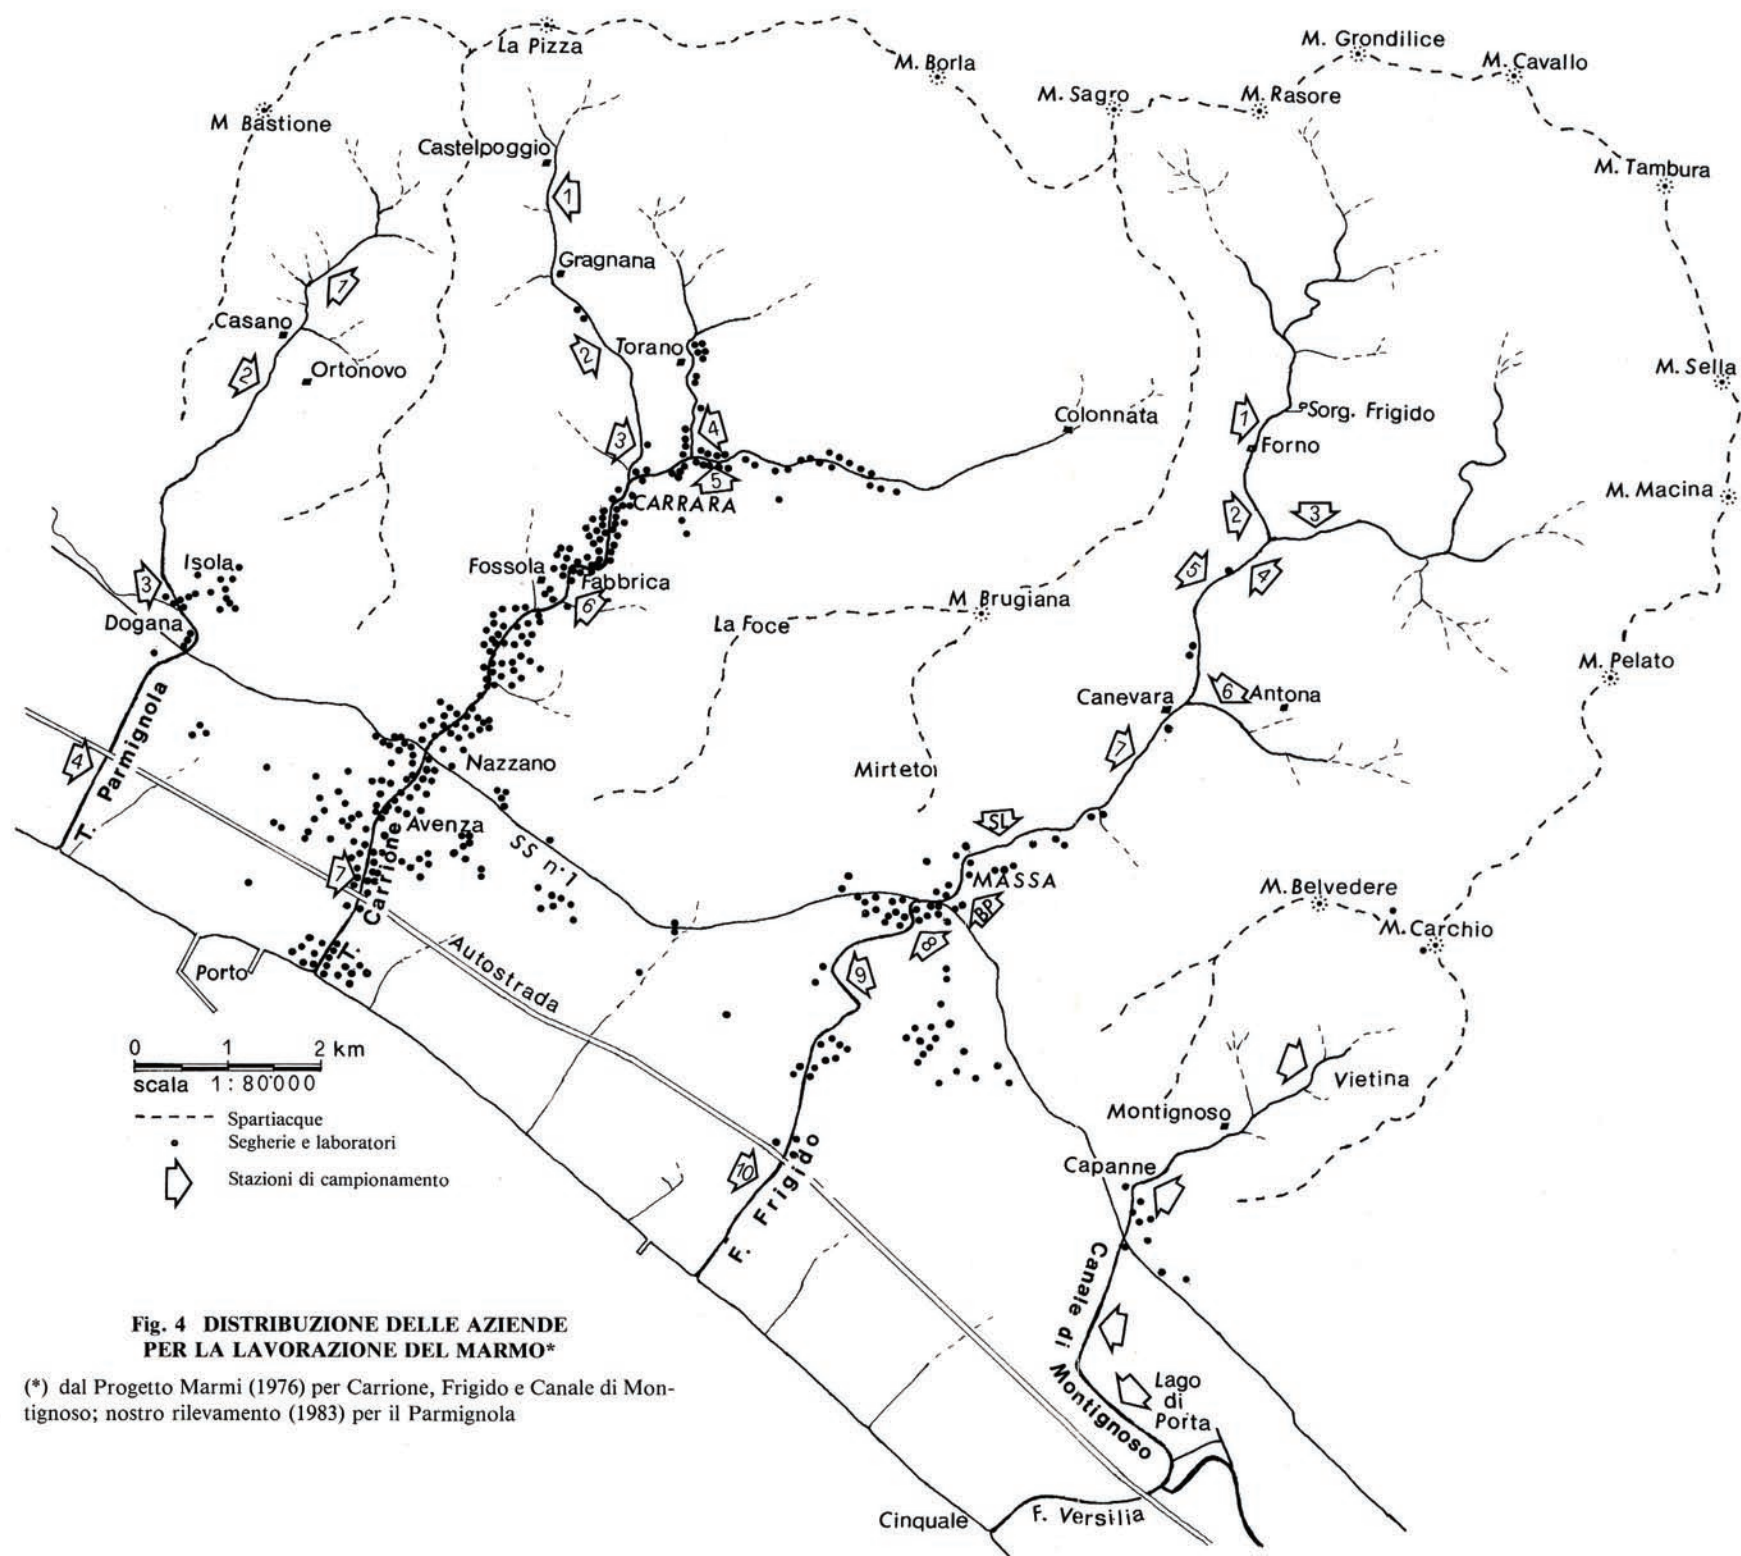 La Pizza
M. Borla
M. Grondilice
M. Cavallo
M. Sagro
M. Rasore
M Bastione
Castelpoggio
M. Tambura
1
Gragnana
1
Casano
Torano
2
Ortonovo
2
M. Sella
Colonnata
Sorg. Frigido
1
Forno
3
4
5
CARRARA
M. Macina
2
3
Isola
Fossola
Fabbrica
3
6
5
4
Dogana
La Foce
M Brugiana
M. Pelato
Canevara
6
Antona
T. Parmignola
4
Nazzano
7
Mirteto
Avenza
SS n.1
SL
7
T. Carrione
MASSA
BP
M. Belvedere
M. Carchio
8
Porto
Autostrada
9
0 1 2 km
scala 1:80'000
Spartiacque
Segherie e laboratori
Stazioni di campionamento
Vietina
Montignoso
10
F. Frigido
Capanne
Canale di Montignoso
Lago
di
Porta
Cinquale
F. Versilia
Fig. 4 DISTRIBUZIONE DELLE AZIENDE
PER LA LAVORAZIONE DEL MARMO*
(*) dal Progetto Marmi (1976) per Carrione, Frigido e Canale di Mon-
tignoso; nostro rilevamento (1983) per il Parmignola